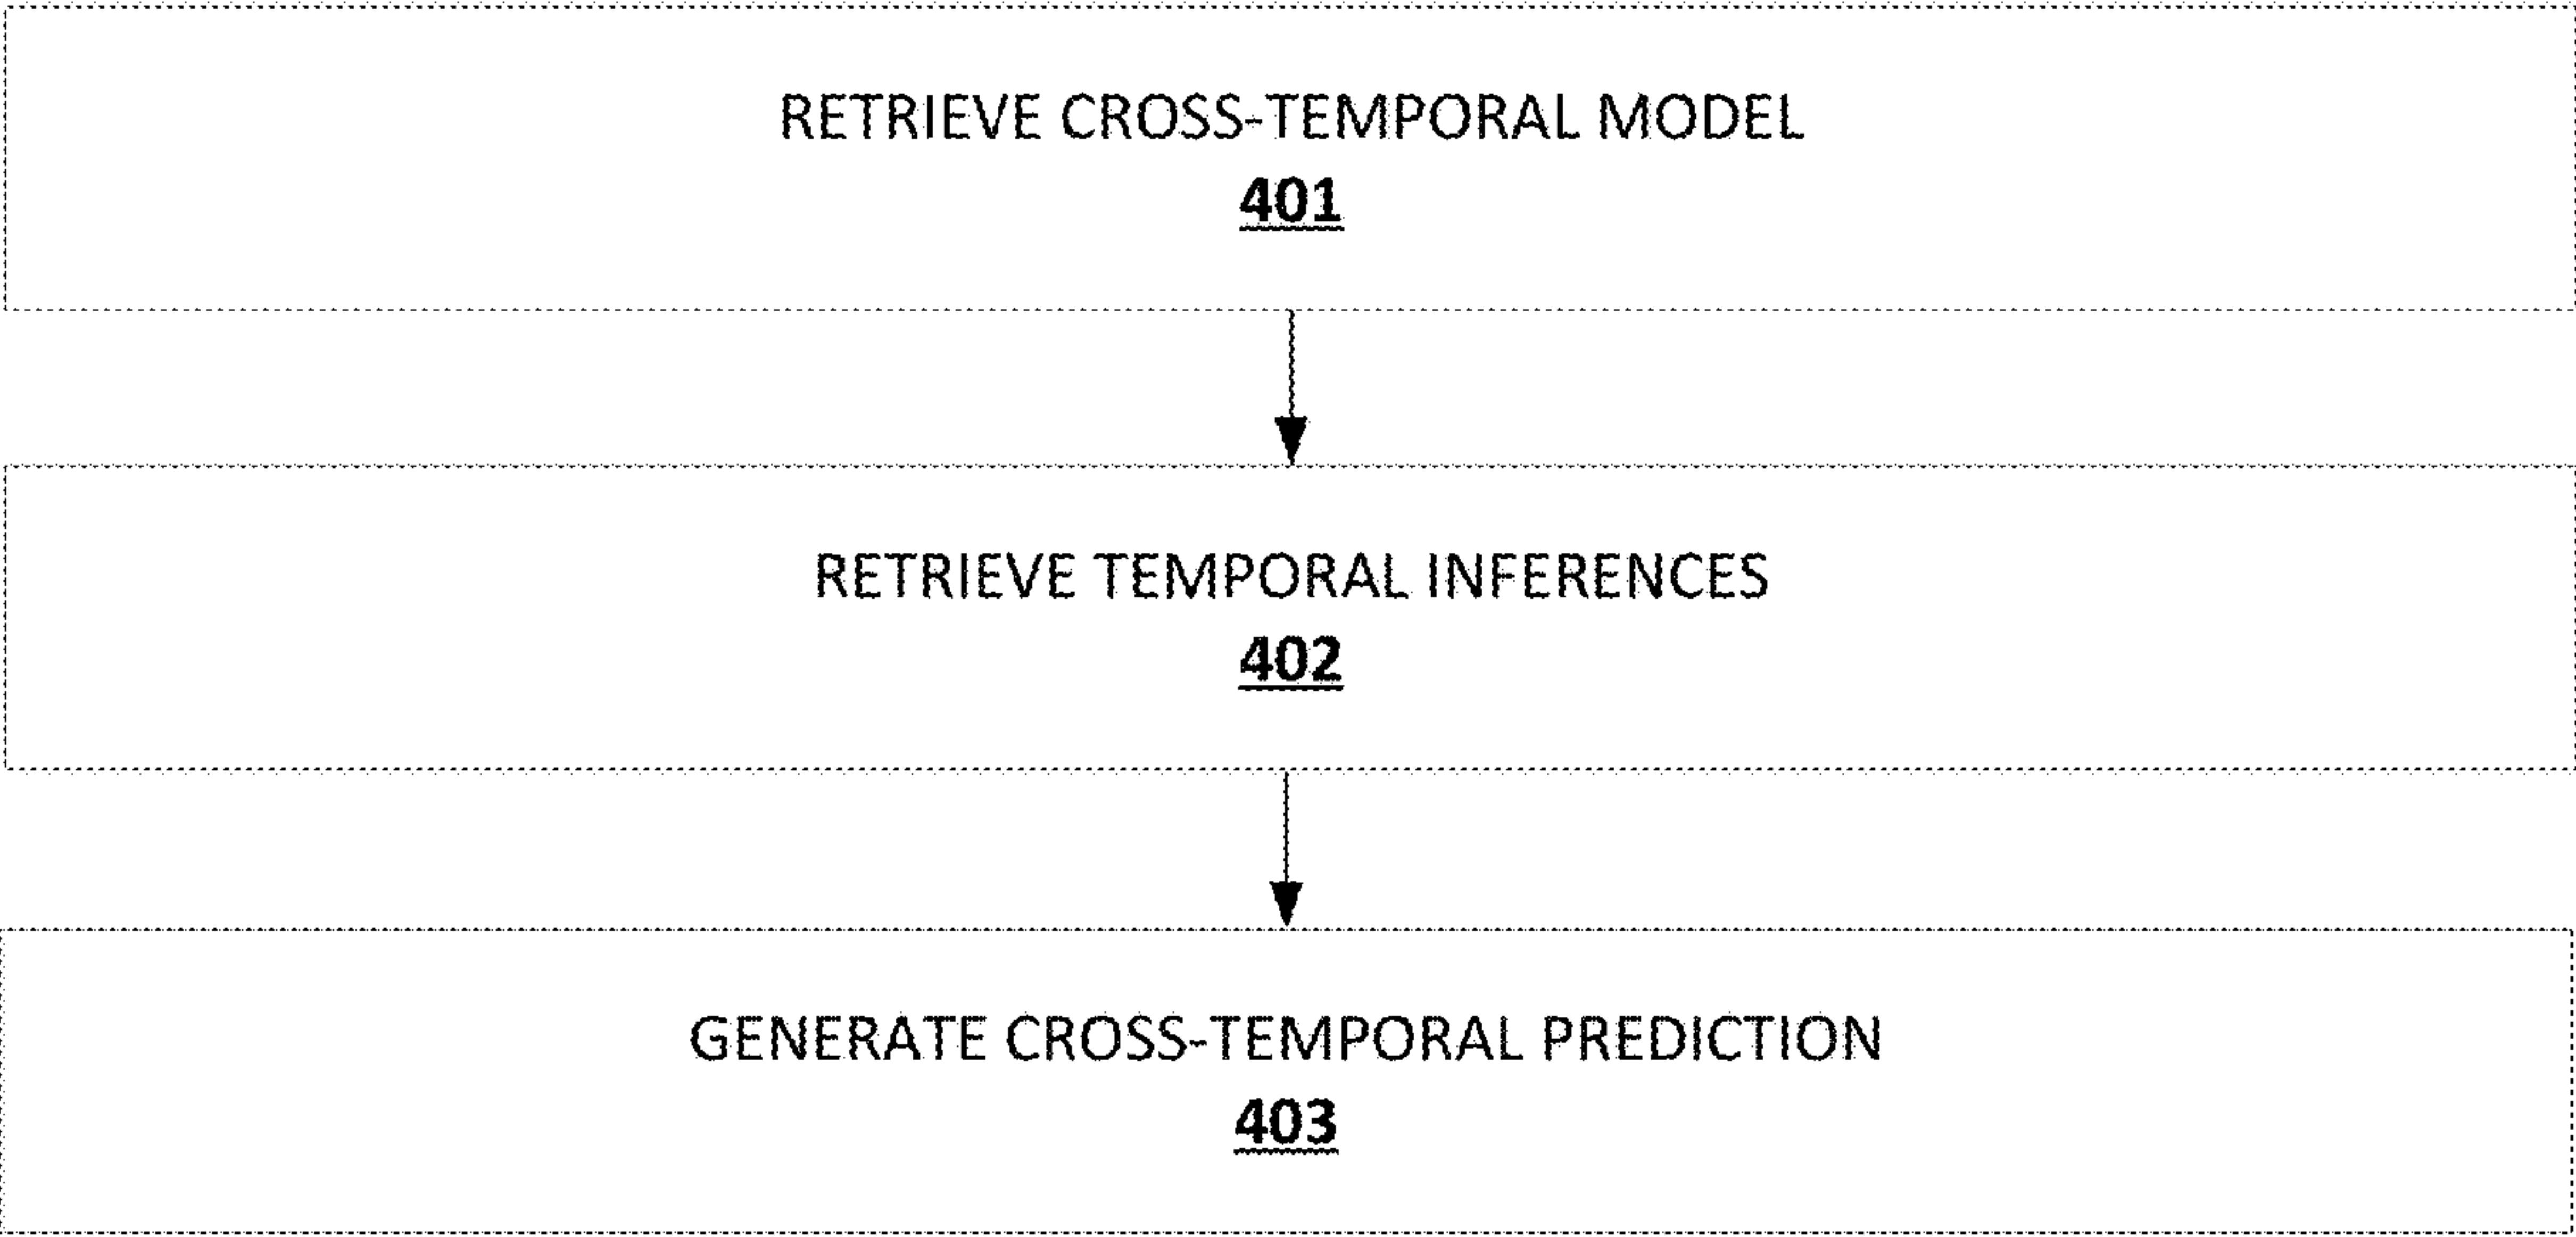 RETRIEVE CROSS-TEMPORAL MODEL
401
RETRIEVE TEMPORAL INFERENCES
402
GENERATE CROSS-TEMPORAL PREDICTION
403